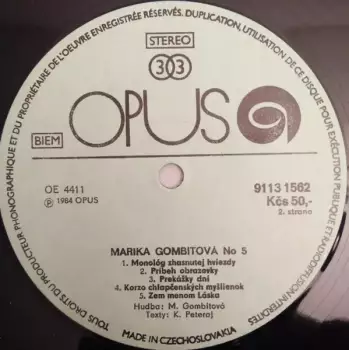 TOUS DROITS DU PRODUCTEUR PHONOGRAPHIQUE ET DU PROPRIÉTAIRE DE L'OEUVRE ENREGISTRÉE RÉSERVÉS. DUPLICATION, UTILISATION DE CE DISQUE POUR EXÉCUTION PUBLIQUE ET RADIODIFFUSION INTERDITES
STEREO
33
OPUS
BIEM
OE 4411
℗ 1984 OPUS
9113 1562
Kčs 50,-
2. strana
MARIKA GOMBITOVÁ No 5
1. Monológ zhasnutej hviezdy
2. Príbeh obrazovky
3. Prekážky dní
4. Korzo chlapčenských myšlienok
5. Zem menom Láska
Hudba: M. Gombitová
Texty: K. Peteraj
MADE IN CZECHOSLOVAKIA